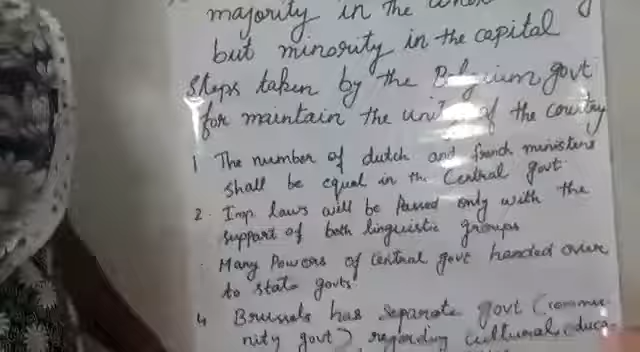 majority in the
but minority in the capital
Steps taken by the Belgium govt
for maintain the unity of the country
1 The number of dutch and french ministers
shall be equal in the Central govt.
2. Imp laws will be Passed only with the
support of both linguistic groups
. Many Powers of Central govt handed over
to state govts
4 Brussels has separate govt (commu-
nity govt) regarding cultural, educa-